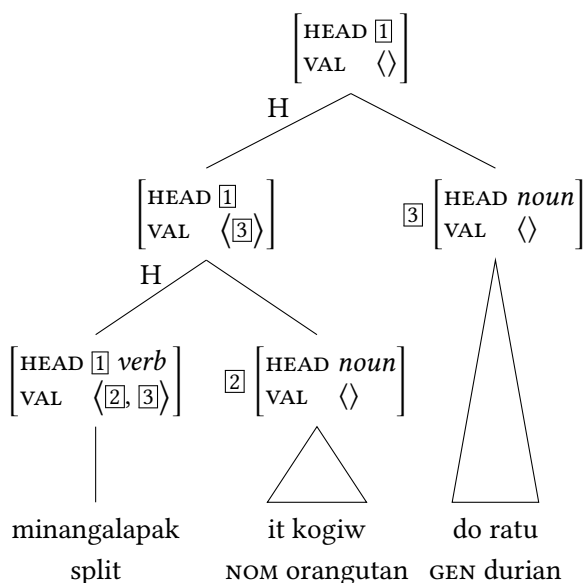 HEAD 1
VAL ⟨⟩
H
HEAD 1
VAL ⟨3⟩
3 HEAD noun
VAL ⟨⟩
H
HEAD 1 verb
VAL ⟨2, 3⟩
2 HEAD noun
VAL ⟨⟩
minangalapak it kogiw do ratu
split NOM orangutan GEN durian